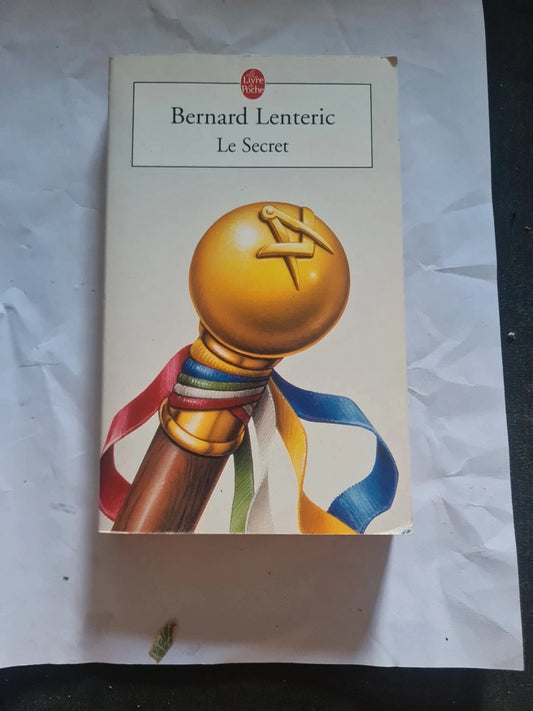 Le
Livre
de
Poche
Bernard Lenteric
Le Secret